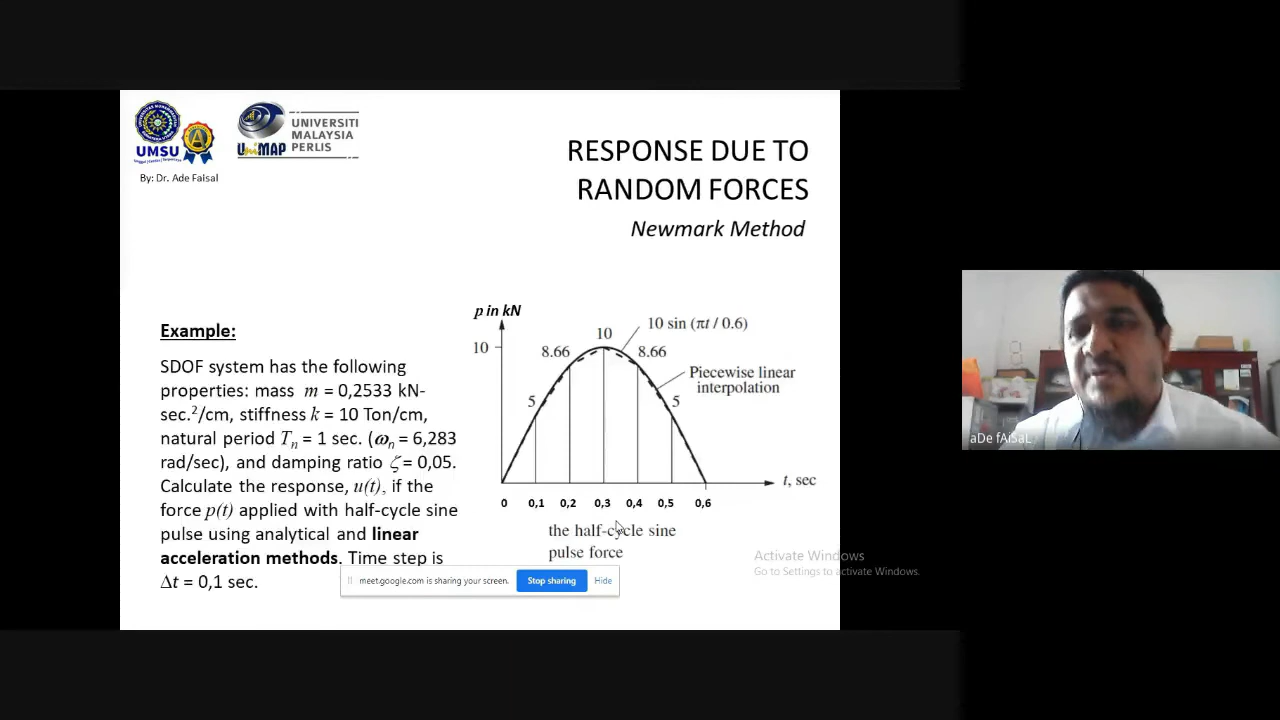 UMSU
UniMAP
UNIVERSITI
MALAYSIA
PERLIS
By: Dr. Ade Faisal
RESPONSE DUE TO
RANDOM FORCES
Newmark Method
Example:
SDOF system has the following
properties: mass m = 0,2533 kN-
sec.²/cm, stiffness k = 10 Ton/cm,
natural period Tₙ = 1 sec. (ωₙ = 6,283
rad/sec), and damping ratio ζ = 0,05.
Calculate the response, u(t), if the
force p(t) applied with half-cycle sine
pulse using analytical and linear
acceleration methods. Time step is
Δt = 0,1 sec.
p in kN
10 sin (πt / 0.6)
10
10
8.66
8.66
Piecewise linear
interpolation
5
5
t, sec
0 0,1 0,2 0,3 0,4 0,5 0,6
the half-cycle sine
pulse force
meet.google.com is sharing your screen.
Stop sharing
Hide
Activate Windows
Go to Settings to activate Windows.
aDe fAiSaL